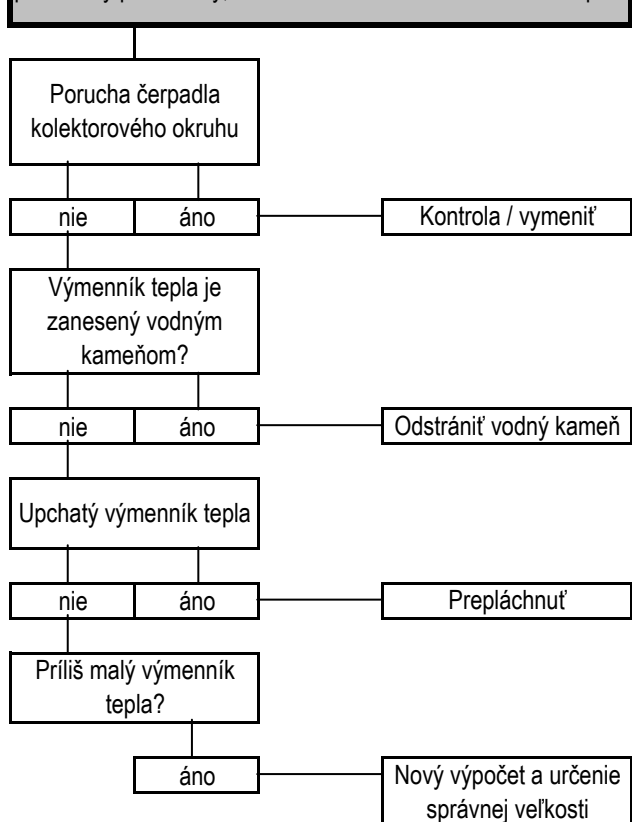 Porucha čerpadla
kolektorového okruhu
nie
áno
Kontrola / vymeniť
Výmenník tepla je
zanesený vodným
kameňom?
nie
áno
Odstrániť vodný kameň
Upchatý výmenník tepla
nie
áno
Prepláchnuť
Príliš malý výmenník
tepla?
áno
Nový výpočet a určenie
správnej veľkosti